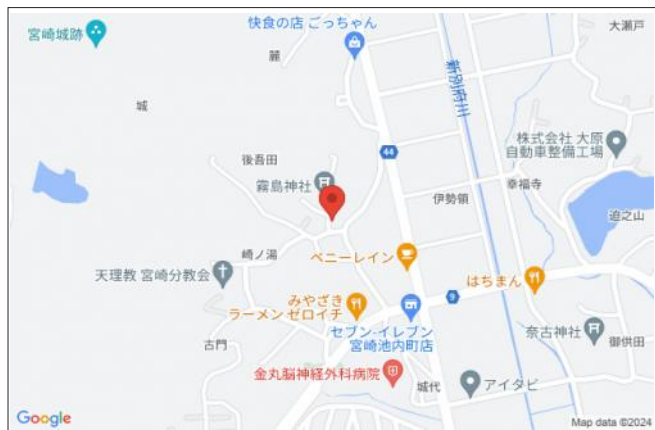 快食の店 ごっちゃん
大瀬戸
宮崎城跡
麓
新別府川
城
株式会社 大原
自動車整備工場
44
後吾田
霧島神社
幸福寺
伊勢領
迫之山
崎ノ湯
ペニーレイン
天理教 宮崎分教会
はちまん
みやざき
ラーメン ゼロイチ
9
セブン-イレブン
宮崎池内町店
奈古神社
御供田
古門
金丸脳神経外科病院
城代
アイタビ
Google
Map data ©2024